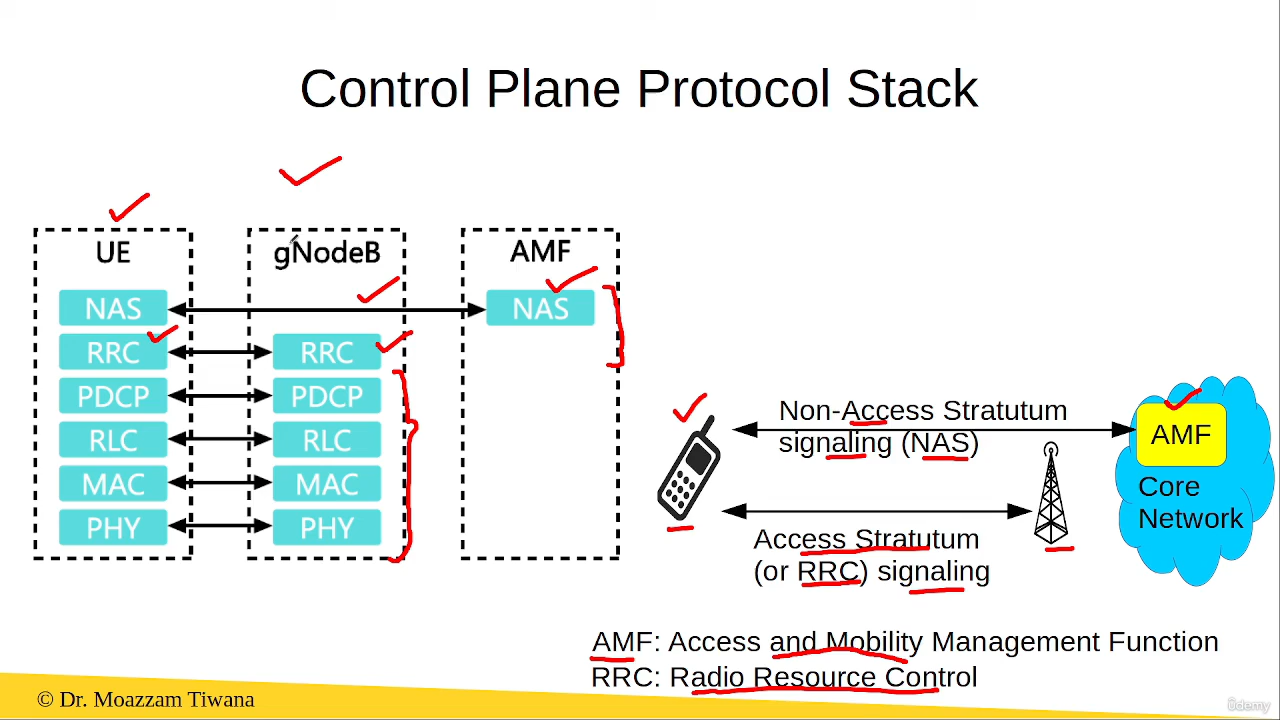 Control Plane Protocol Stack
UE
gNodeB
AMF
NAS
NAS
RRC
RRC
PDCP
PDCP
RLC
RLC
MAC
MAC
PHY
PHY
Non-Access Stratutum
signaling (NAS)
AMF
Core
Network
Access Stratutum
(or RRC) signaling
AMF: Access and Mobility Management Function
RRC: Radio Resource Control
© Dr. Moazzam Tiwana
ûdemy